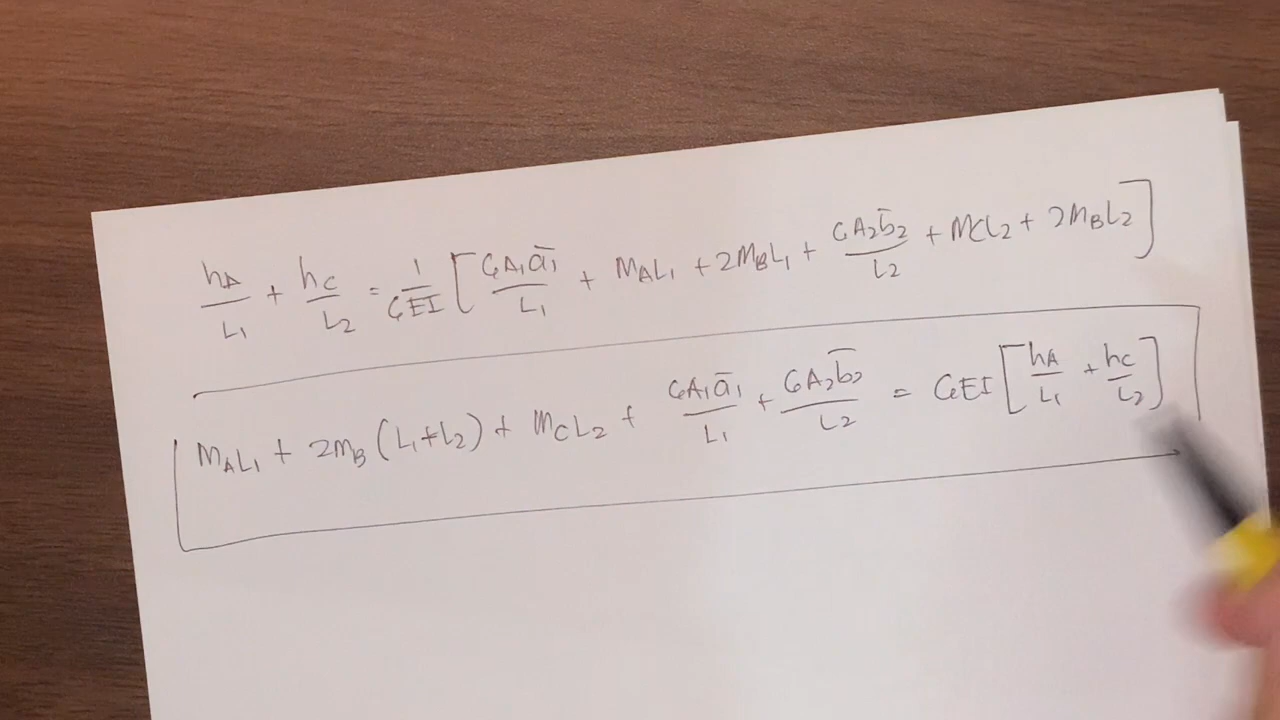 hA/L₁ + hC/L₂ = 1/6EI [6A₁ā₁/L₁ + MAL₁ + 2MBL₁ + 6A₂b̄₂/L₂ + MCL₂ + 2MBL₂]
MAL₁ + 2MB(L₁+L₂) + MCL₂ + 6A₁ā₁/L₁ + 6A₂b̄₂/L₂ = 6EI [hA/L₁ + hC/L₂]